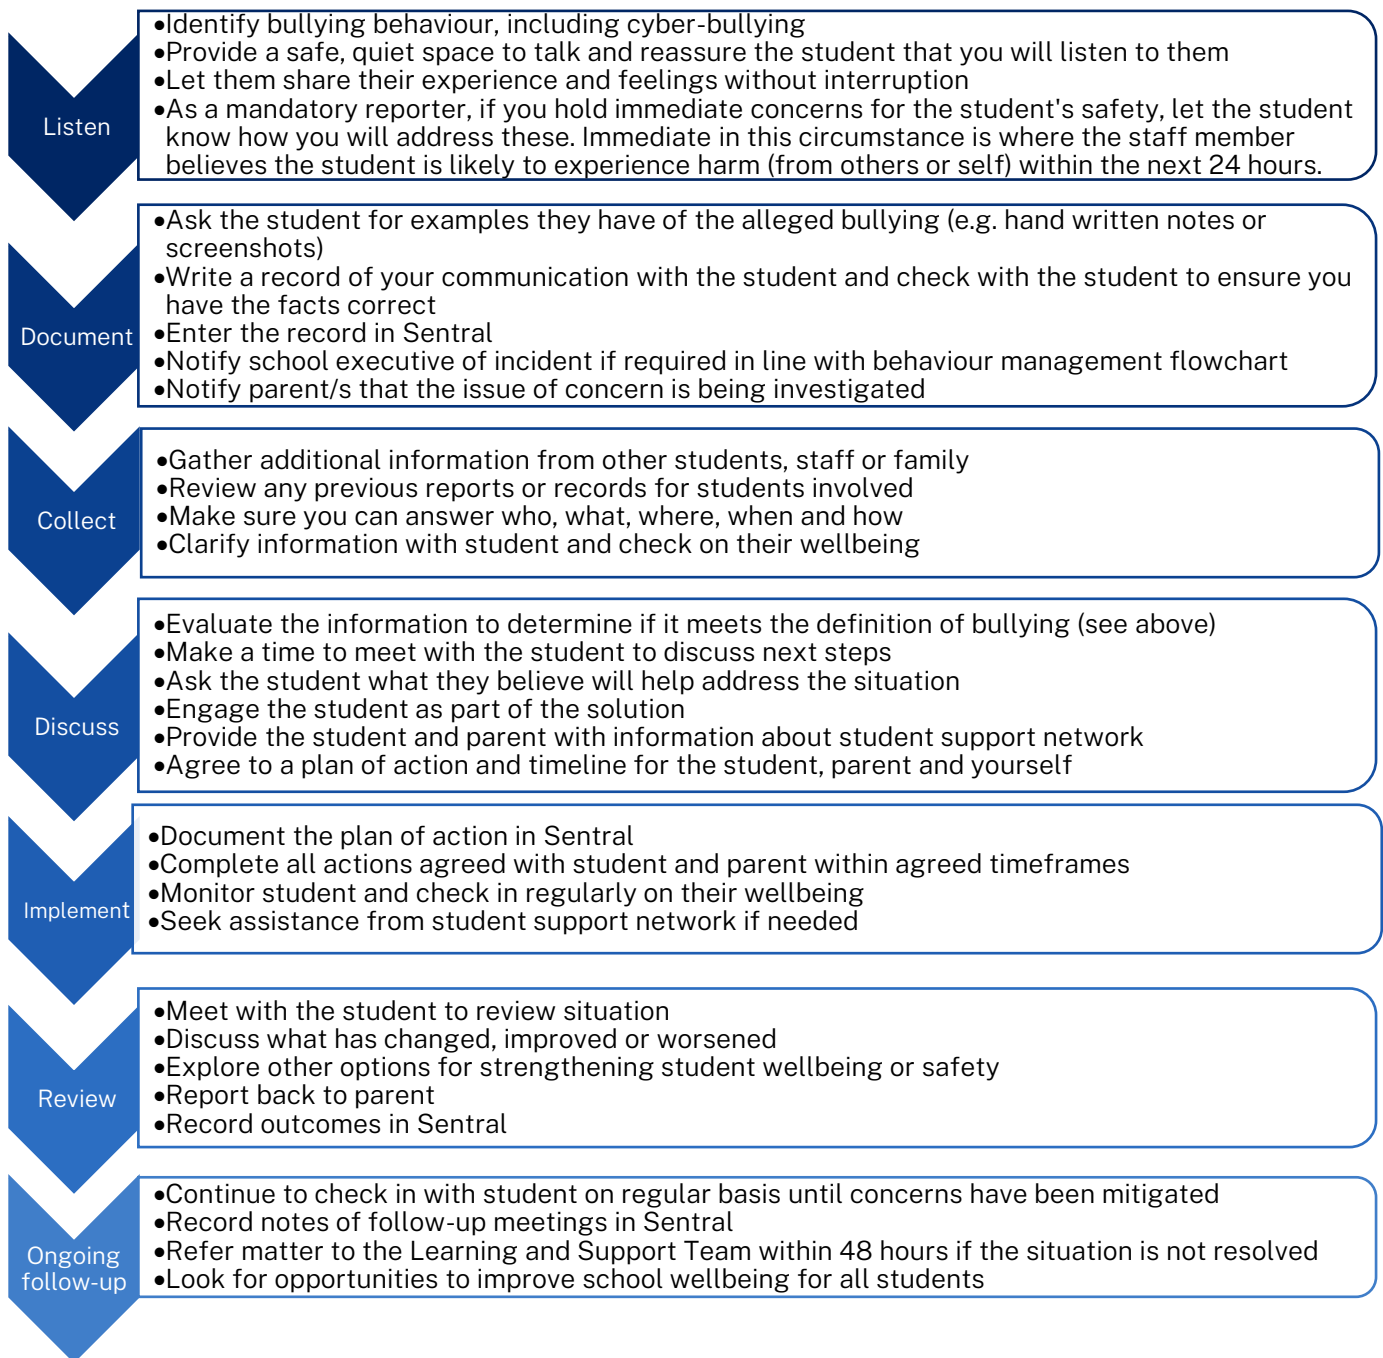 Listen
•Identify bullying behaviour, including cyber-bullying
•Provide a safe, quiet space to talk and reassure the student that you will listen to them
•Let them share their experience and feelings without interruption
•As a mandatory reporter, if you hold immediate concerns for the student's safety, let the student
know how you will address these. Immediate in this circumstance is where the staff member
believes the student is likely to experience harm (from others or self) within the next 24 hours.
Document
•Ask the student for examples they have of the alleged bullying (e.g. hand written notes or
screenshots)
•Write a record of your communication with the student and check with the student to ensure you
have the facts correct
•Enter the record in Sentral
•Notify school executive of incident if required in line with behaviour management flowchart
•Notify parent/s that the issue of concern is being investigated
Collect
•Gather additional information from other students, staff or family
•Review any previous reports or records for students involved
•Make sure you can answer who, what, where, when and how
•Clarify information with student and check on their wellbeing
Discuss
•Evaluate the information to determine if it meets the definition of bullying (see above)
•Make a time to meet with the student to discuss next steps
•Ask the student what they believe will help address the situation
•Engage the student as part of the solution
•Provide the student and parent with information about student support network
•Agree to a plan of action and timeline for the student, parent and yourself
Implement
•Document the plan of action in Sentral
•Complete all actions agreed with student and parent within agreed timeframes
•Monitor student and check in regularly on their wellbeing
•Seek assistance from student support network if needed
Review
•Meet with the student to review situation
•Discuss what has changed, improved or worsened
•Explore other options for strengthening student wellbeing or safety
•Report back to parent
•Record outcomes in Sentral
Ongoing
follow-up
•Continue to check in with student on regular basis until concerns have been mitigated
•Record notes of follow-up meetings in Sentral
•Refer matter to the Learning and Support Team within 48 hours if the situation is not resolved
•Look for opportunities to improve school wellbeing for all students